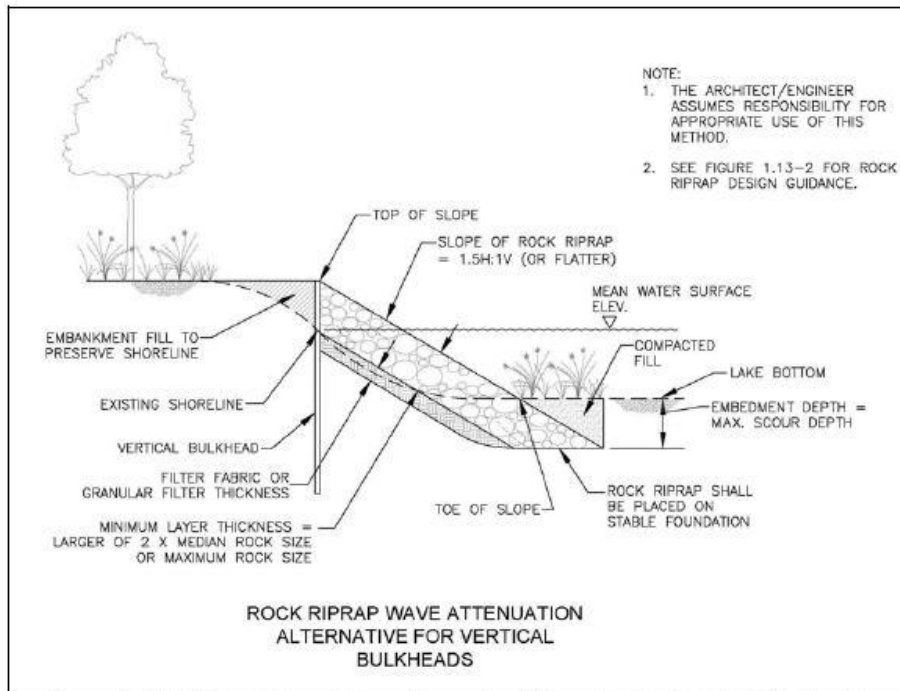 NOTE:
1. THE ARCHITECT/ENGINEER
ASSUMES RESPONSIBILITY FOR
APPROPRIATE USE OF THIS
METHOD.
2. SEE FIGURE 1.13-2 FOR ROCK
RIPRAP DESIGN GUIDANCE.
TOP OF SLOPE
SLOPE OF ROCK RIPRAP
= 1.5H:1V (OR FLATTER)
MEAN WATER SURFACE
ELEV.
EMBANKMENT FILL TO
PRESERVE SHORELINE
COMPACTED
FILL
LAKE BOTTOM
EXISTING SHORELINE
EMBEDMENT DEPTH =
MAX. SCOUR DEPTH
VERTICAL BULKHEAD
FILTER FABRIC OR
GRANULAR FILTER THICKNESS
ROCK RIPRAP SHALL
BE PLACED ON
STABLE FOUNDATION
TOE OF SLOPE
MINIMUM LAYER THICKNESS =
LARGER OF 2 X MEDIAN ROCK SIZE
OR MAXIMUM ROCK SIZE
ROCK RIPRAP WAVE ATTENUATION
ALTERNATIVE FOR VERTICAL
BULKHEADS